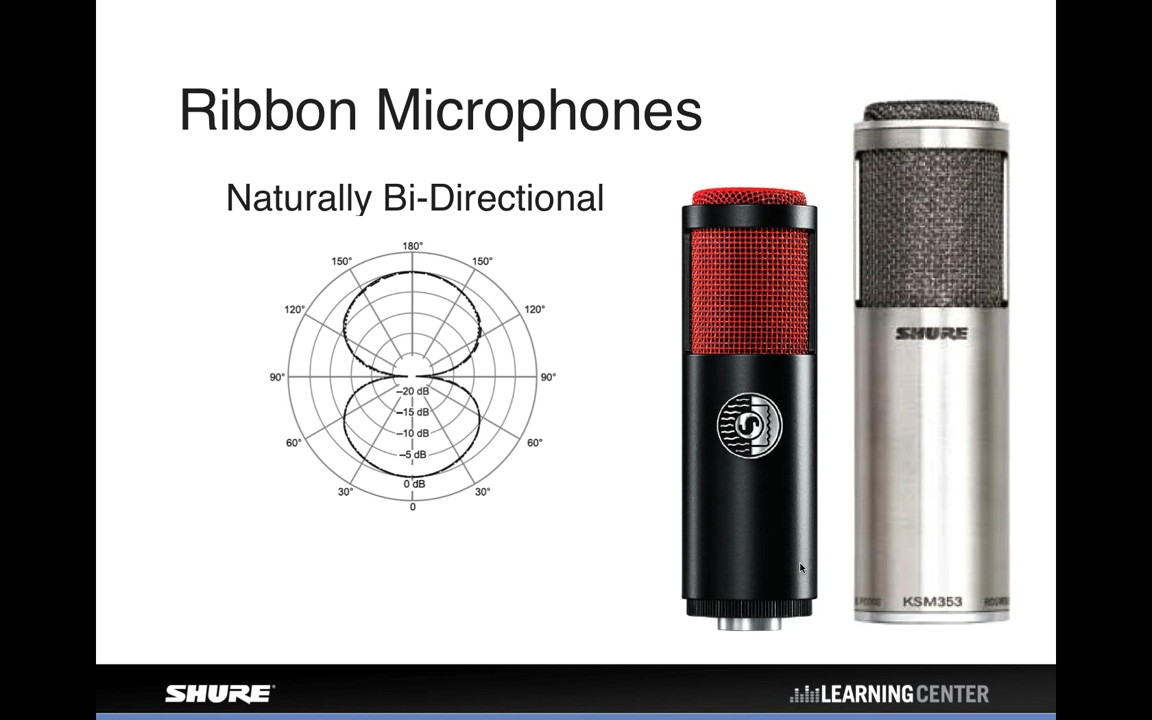 Ribbon Microphones
Naturally Bi-Directional
180°
150° 150°
120° 120°
90° 90°
–20 dB
–15 dB
–10 dB
60° 60°
–5 dB
0 dB
30° 30°
0
SHURE
KSM353
SHURE
LEARNING CENTER